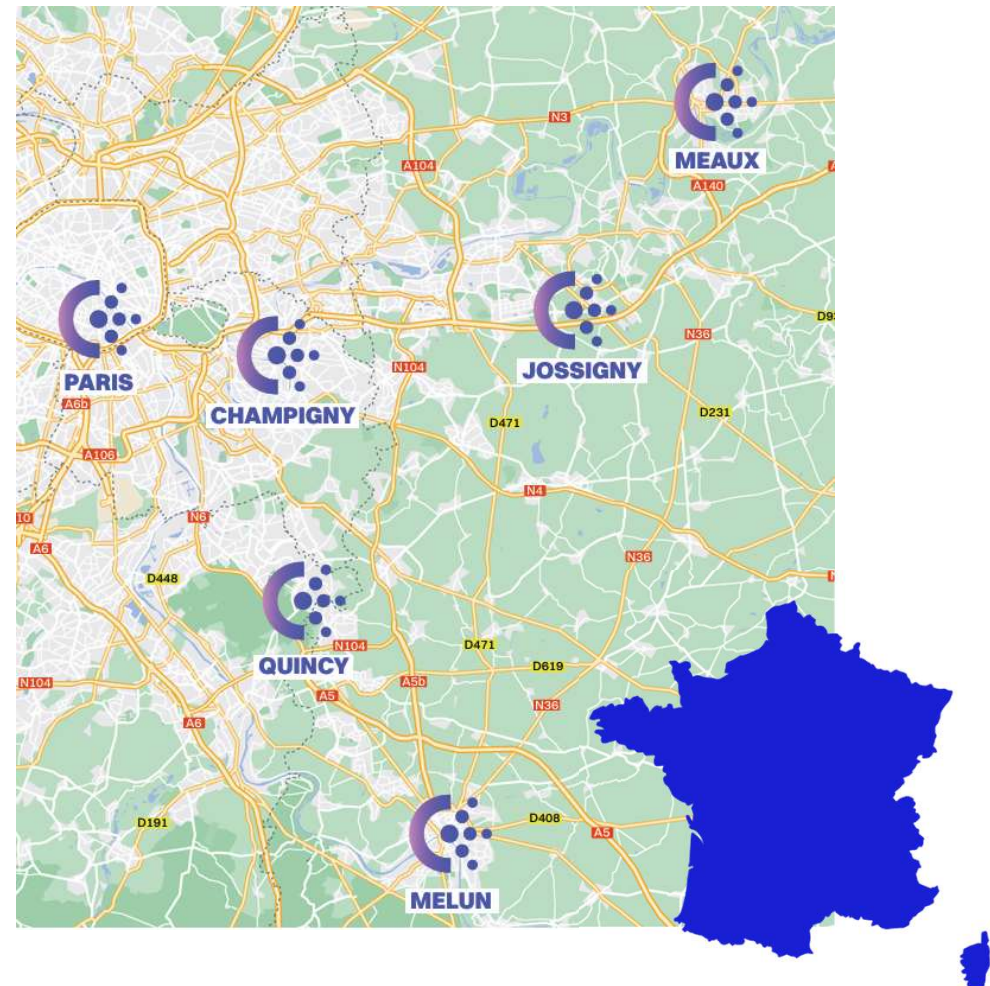 N3
MEAUX
A104
A140
PARIS
CHAMPIGNY
JOSSIGNY
N36
N104
A6b
D471
D231
A106
N4
10
N6
A6
N36
D448
QUINCY
N104
D471
D619
N104
A5
A5b
A6
N36
D191
D408
A5
MELUN